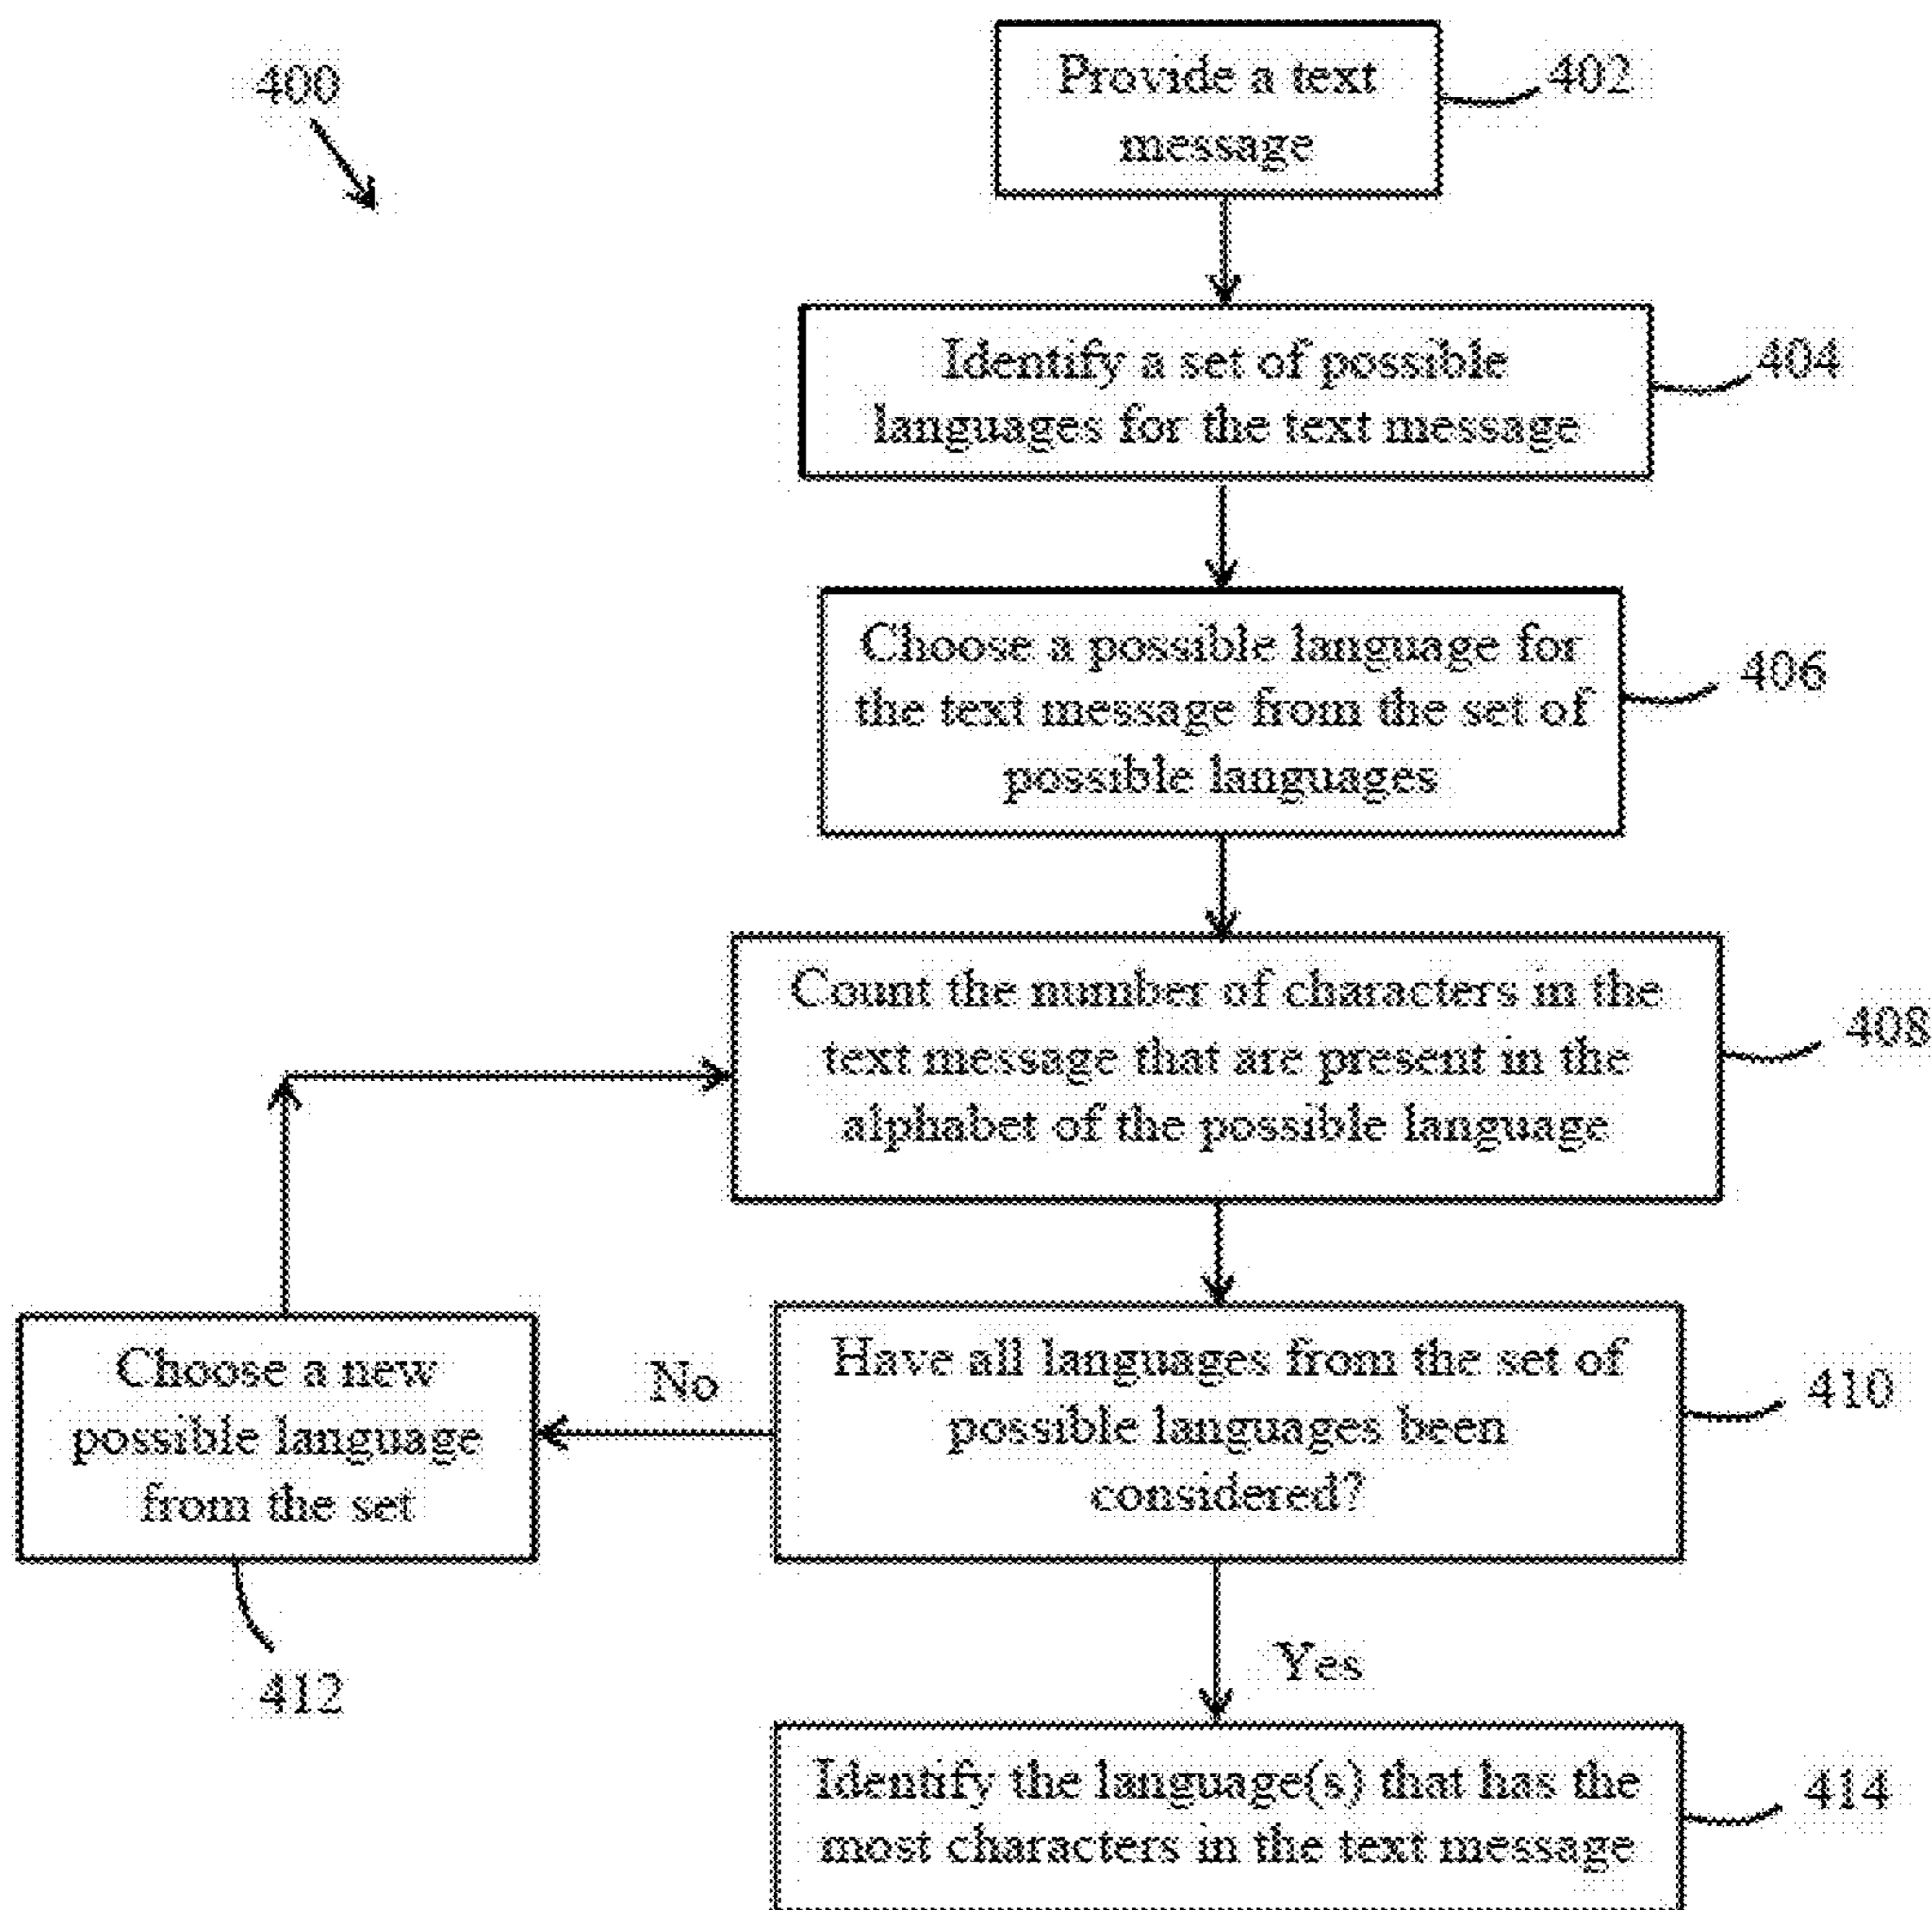 400
Provide a text
message
402
Identify a set of possible
languages for the text message
404
Choose a possible language for
the text message from the set of
possible languages
406
Count the number of characters in the
text message that are present in the
alphabet of the possible language
408
Have all languages from the set of
possible languages been
considered?
410
No
Choose a new
possible language
from the set
412
Yes
Identify the language(s) that has the
most characters in the text message
414